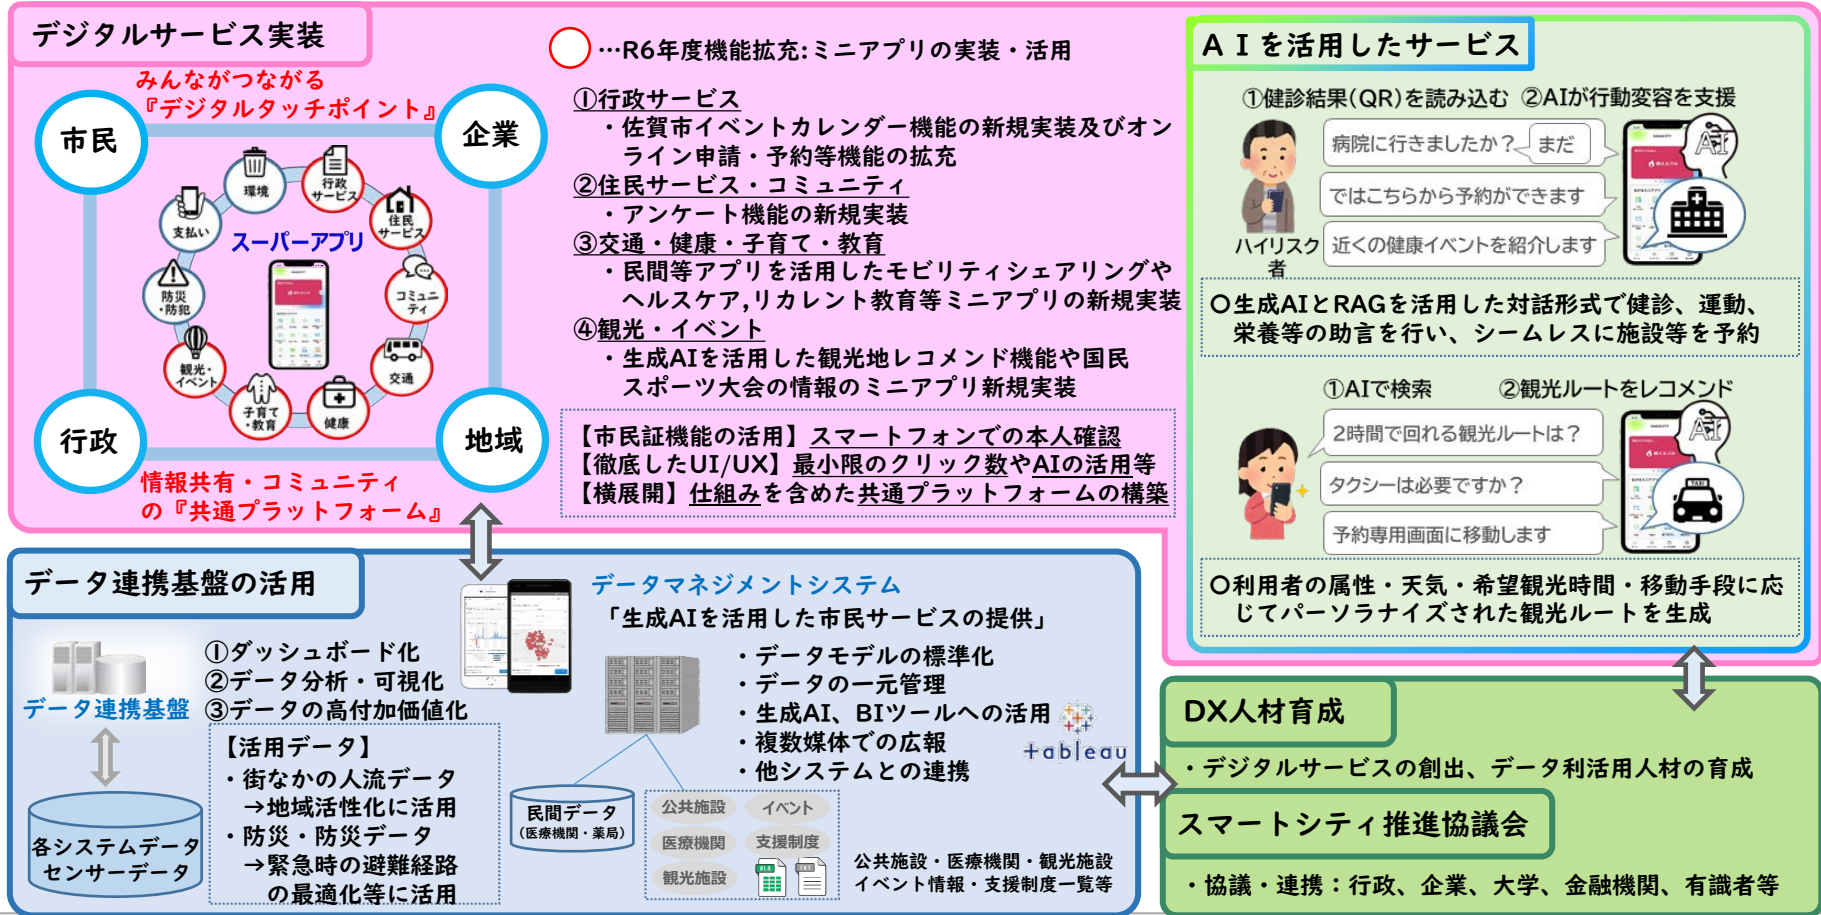 デジタルサービス実装
みんながつながる
『デジタルタッチポイント』
市民
企業
行政
地域
環境
行政
サービス
住民
サービス
コミュニ
ティ
交通
健康
子育て
・教育
観光・
イベント
防災
・防犯
支払い
スーパーアプリ
情報共有・コミュニティ
の『共通プラットフォーム』
…R6年度機能拡充:ミニアプリの実装・活用
①行政サービス
・佐賀市イベントカレンダー機能の新規実装及びオン
ライン申請・予約等機能の拡充
②住民サービス・コミュニティ
・アンケート機能の新規実装
③交通・健康・子育て・教育
・民間等アプリを活用したモビリティシェアリングや
ヘルスケア,リカレント教育等ミニアプリの新規実装
④観光・イベント
・生成AIを活用した観光地レコメンド機能や国民
スポーツ大会の情報のミニアプリ新規実装
【市民証機能の活用】スマートフォンでの本人確認
【徹底したUI/UX】最小限のクリック数やAIの活用等
【横展開】仕組みを含めた共通プラットフォームの構築
ＡＩを活用したサービス
①健診結果(QR)を読み込む ②AIが行動変容を支援
病院に行きましたか？ まだ
ではこちらから予約ができます
近くの健康イベントを紹介します
ハイリスク
者
AI
〇生成AIとRAGを活用した対話形式で健診、運動、
栄養等の助言を行い、シームレスに施設等を予約
①AIで検索 ②観光ルートをレコメンド
2時間で回れる観光ルートは？
タクシーは必要ですか？
予約専用画面に移動します
AI
TAXI
〇利用者の属性・天気・希望観光時間・移動手段に応
じてパーソラナイズされた観光ルートを生成
データ連携基盤の活用
データ連携基盤
①ダッシュボード化
②データ分析・可視化
③データの高付加価値化
【活用データ】
・街なかの人流データ
→地域活性化に活用
・防災・防災データ
→緊急時の避難経路
の最適化等に活用
各システムデータ
センサーデータ
データマネジメントシステム
「生成AIを活用した市民サービスの提供」
・データモデルの標準化
・データの一元管理
・生成AI、BIツールへの活用
・複数媒体での広報
・他システムとの連携
+ableau
民間データ
(医療機関・薬局)
公共施設 イベント
医療機関 支援制度
観光施設
XLS
公共施設・医療機関・観光施設
イベント情報・支援制度一覧等
DX人材育成
・デジタルサービスの創出、データ利活用人材の育成
スマートシティ推進協議会
・協議・連携：行政、企業、大学、金融機関、有識者等